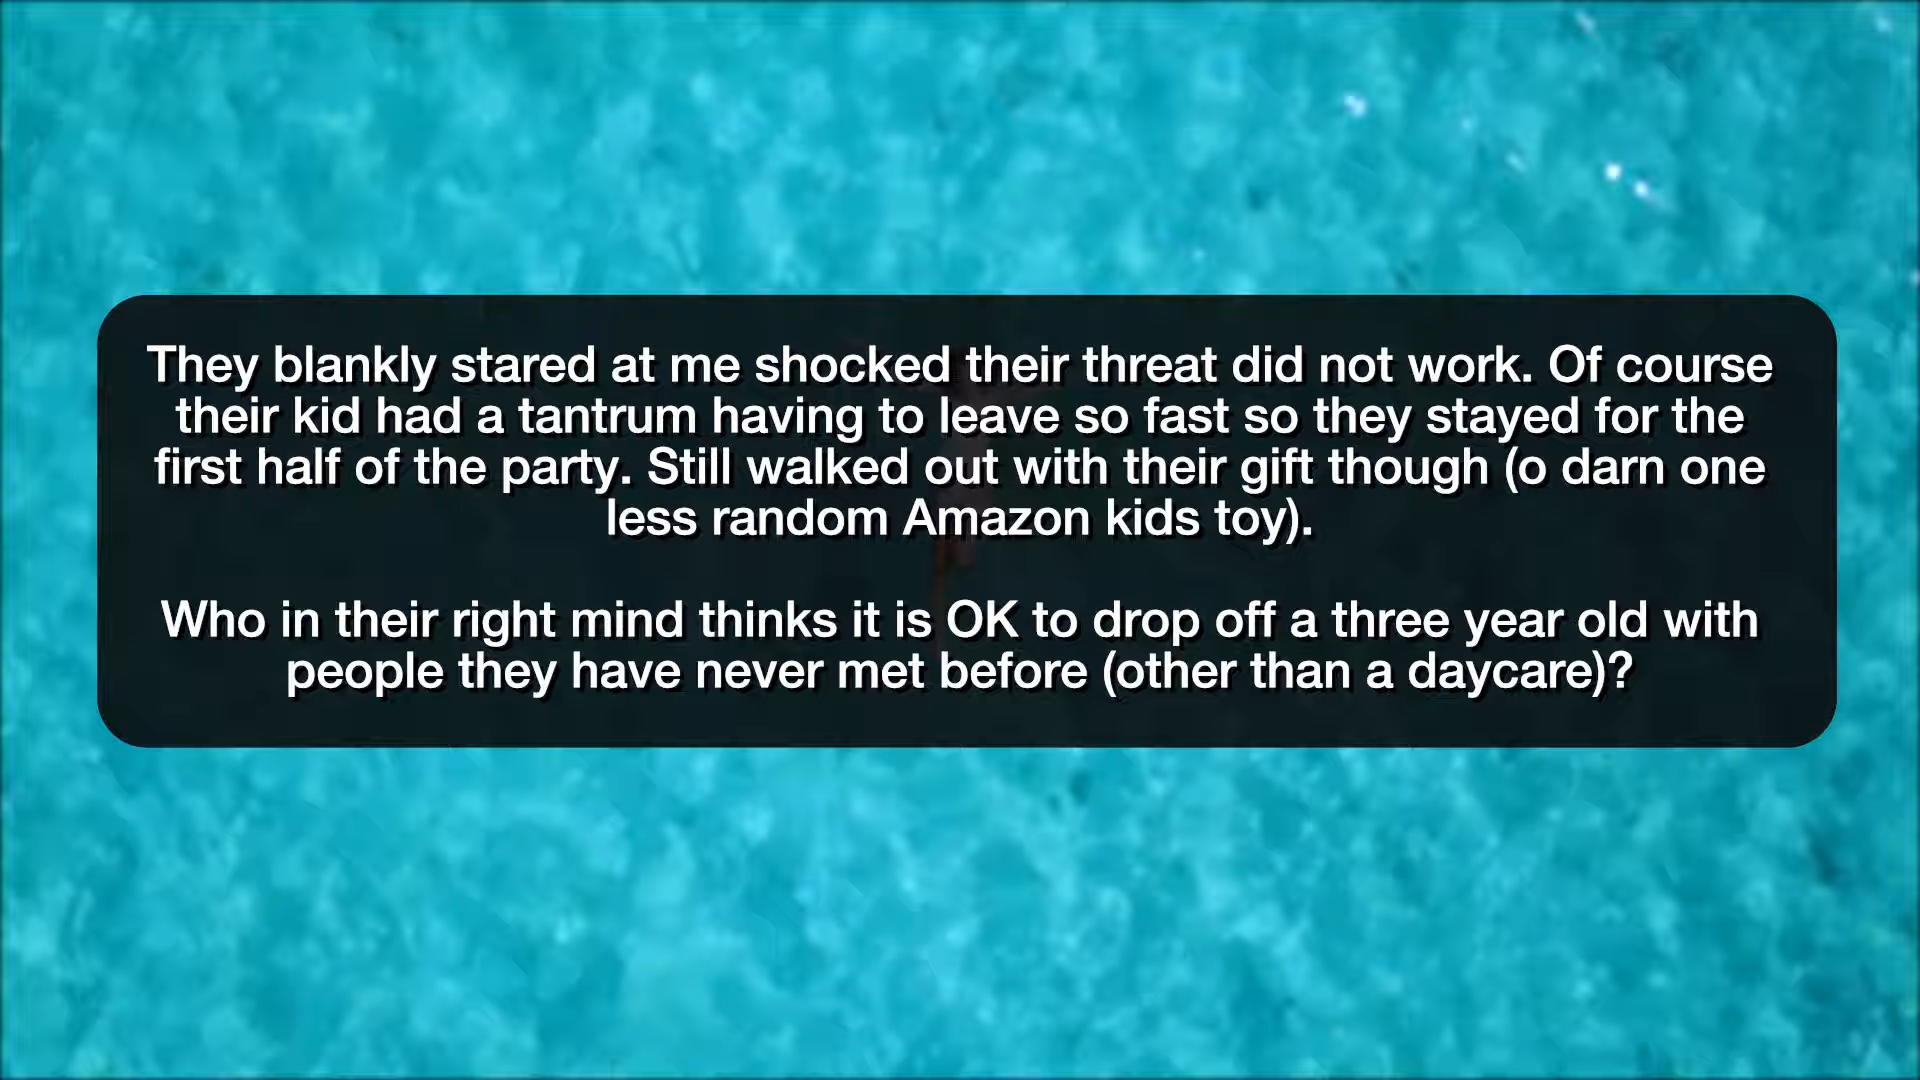 They blankly stared at me shocked their threat did not work. Of course
their kid had a tantrum having to leave so fast so they stayed for the
first half of the party. Still walked out with their gift though (o darn one
less random Amazon kids toy).
Who in their right mind thinks it is OK to drop off a three year old with
people they have never met before (other than a daycare)?